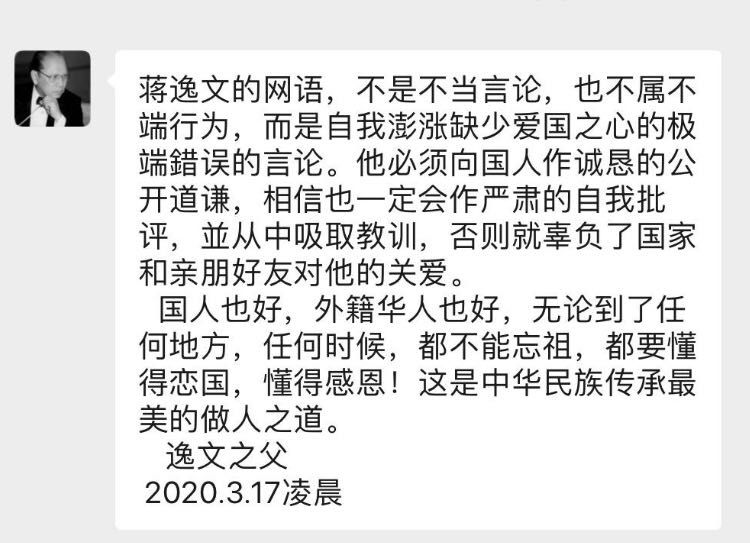 蒋逸文的网语，不是不当言论，也不属不
端行为，而是自我澎涨缺少爱国之心的极
端錯误的言论。他必须向国人作诚恳的公
开道谦，相信也一定会作严肃的自我批
评，並从中吸取教训，否则就辜负了国家
和亲朋好友对他的关爱。
国人也好，外籍华人也好，无论到了任
何地方，任何时候，都不能忘祖，都要懂
得恋国，懂得感恩！这是中华民族传承最
美的做人之道。
逸文之父
2020.3.17凌晨